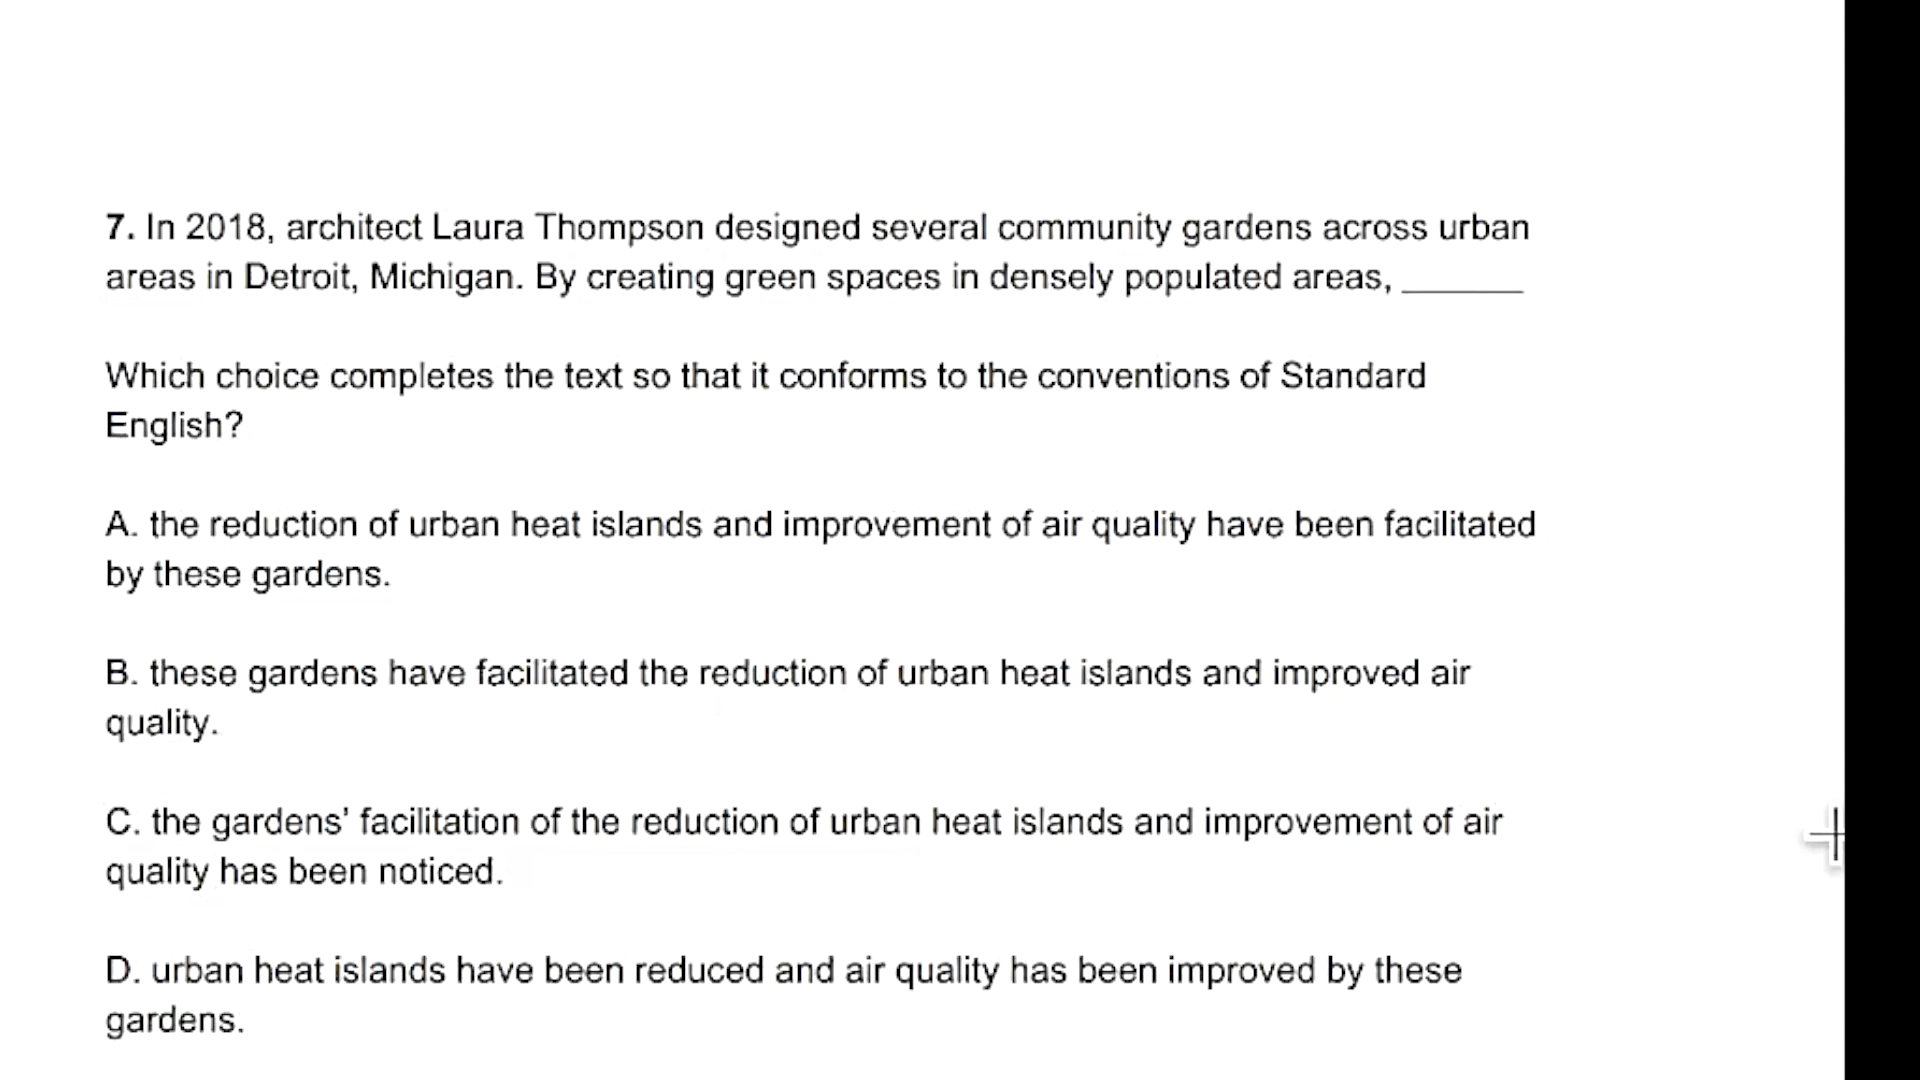 7. In 2018, architect Laura Thompson designed several community gardens across urban
areas in Detroit, Michigan. By creating green spaces in densely populated areas, ______
Which choice completes the text so that it conforms to the conventions of Standard
English?
A. the reduction of urban heat islands and improvement of air quality have been facilitated
by these gardens.
B. these gardens have facilitated the reduction of urban heat islands and improved air
quality.
C. the gardens' facilitation of the reduction of urban heat islands and improvement of air
quality has been noticed.
D. urban heat islands have been reduced and air quality has been improved by these
gardens.